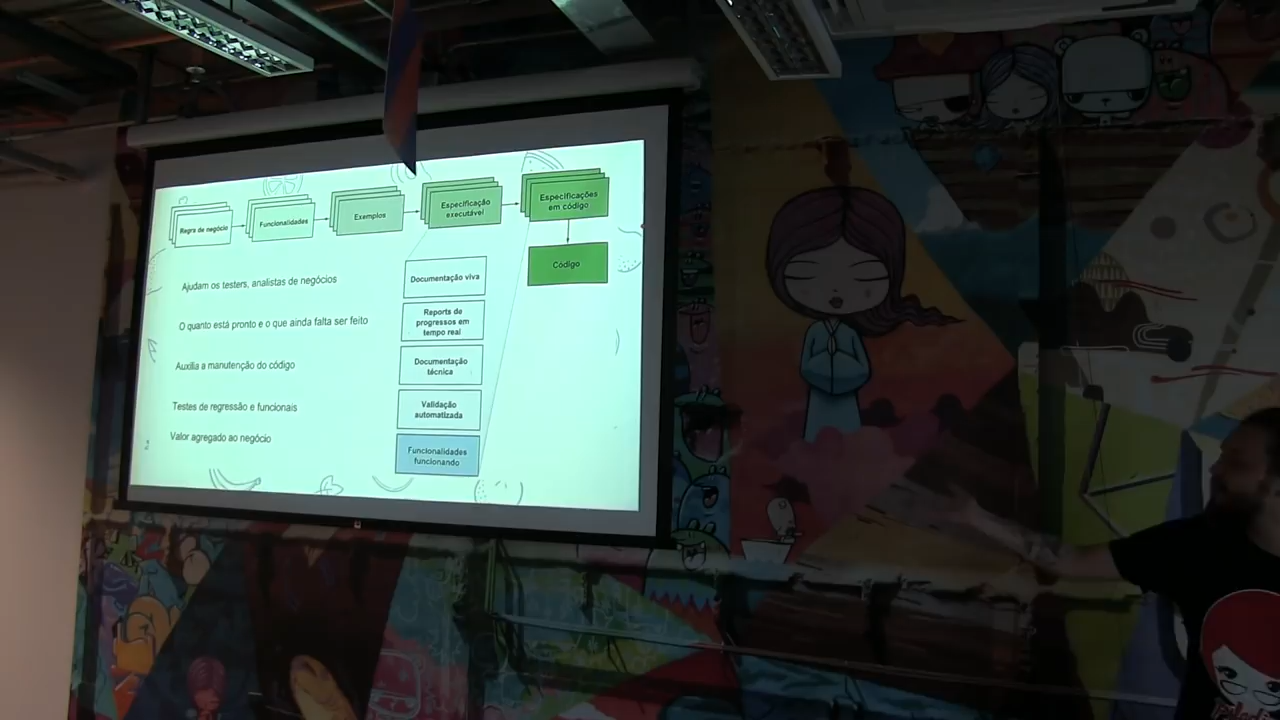 Regra de negócio
Funcionalidades
Exemplos
Especificação
executável
Especificações
em código
Código
Ajudam os testers, analistas de negócios
Documentação viva
O quanto está pronto e o que ainda falta ser feito
Reports de
progressos em
tempo real
Auxilia a manutenção do código
Documentação
técnica
Testes de regressão e funcionais
Validação
automatizada
Valor agregado ao negócio
Funcionalidades
funcionando